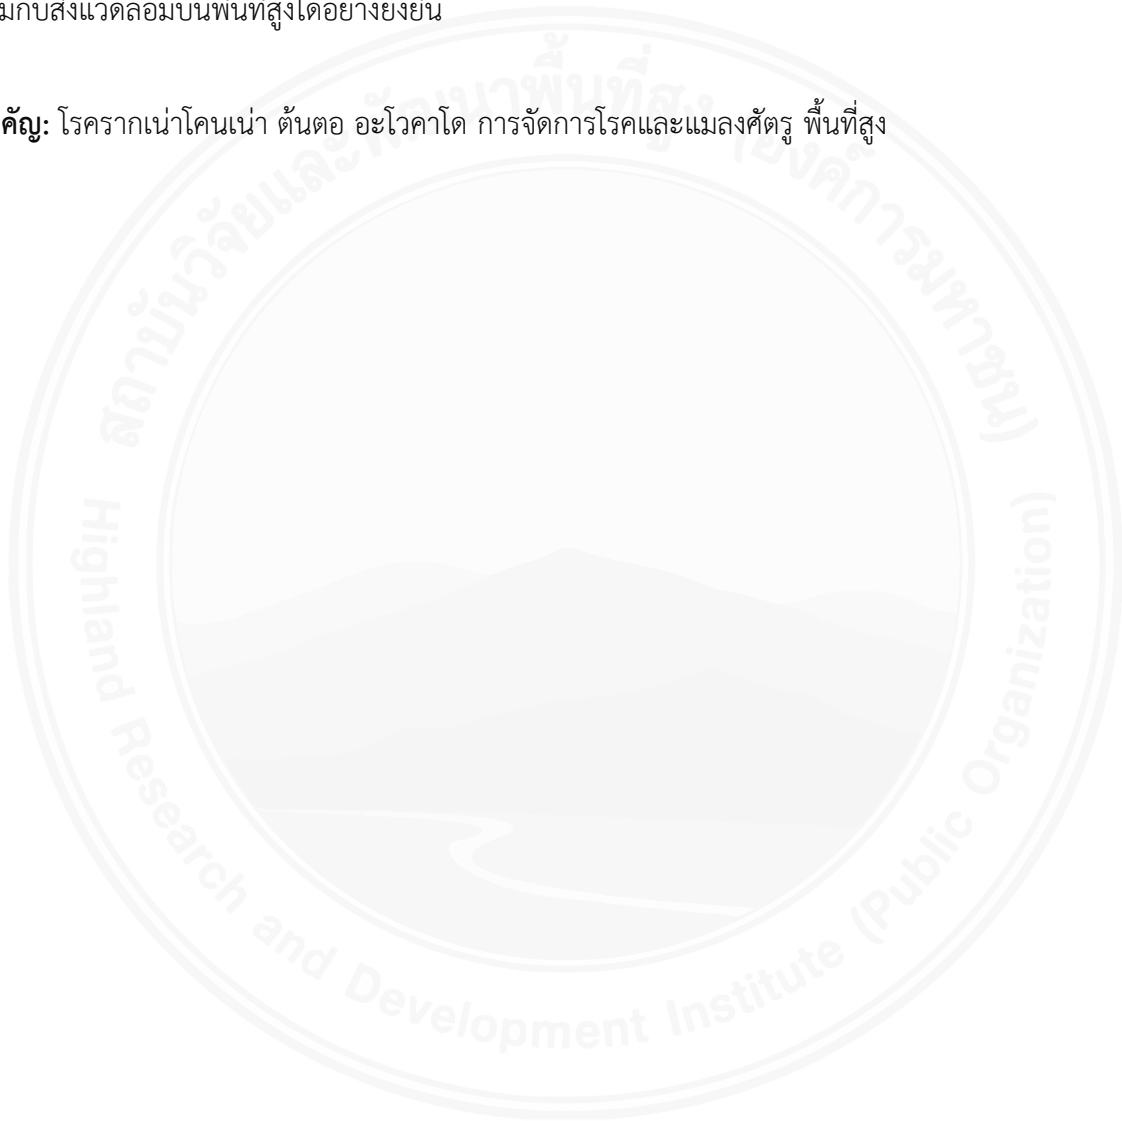 มกับสิ่งแวดล้อมบนพื้นที่สูงได้อย่างยั่งยืน
คัญ: โรครากเน่าโคนเน่า ต้นตอ อะโวคาโด การจัดการโรคและแมลงศัตรู พื้นที่สูง
สถาบันวิจัยและพัฒนาพื้นที่สูง (องค์การมหาชน)
Highland Research and Development Institute (Public Organization)